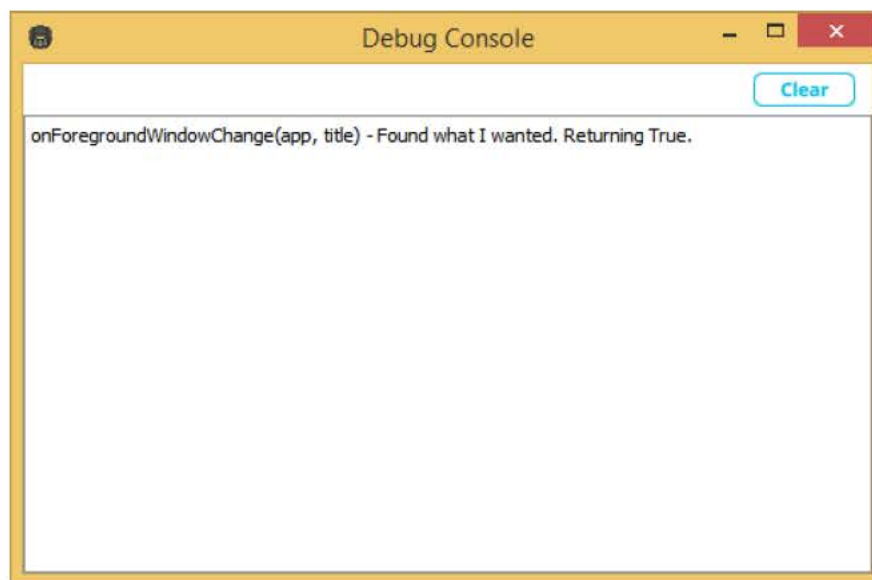 Debug Console
Clear
onForegroundWindowChange(app, title) - Found what I wanted. Returning True.